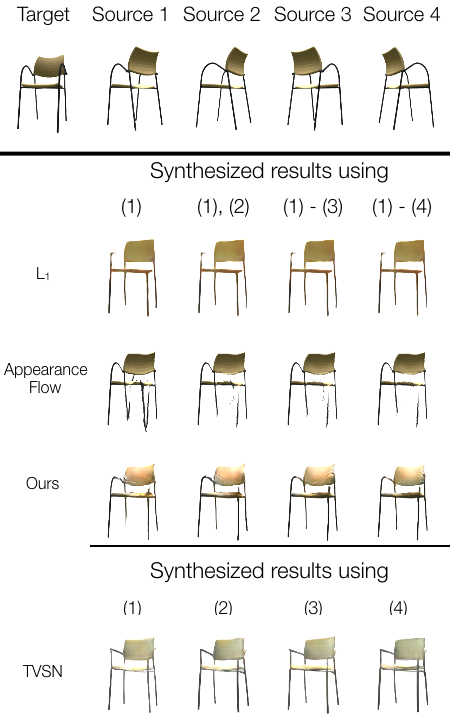 Target Source 1 Source 2 Source 3 Source 4
Synthesized results using
(1) (1), (2) (1) - (3) (1) - (4)
L₁
Appearance
Flow
Ours
Synthesized results using
(1) (2) (3) (4)
TVSN